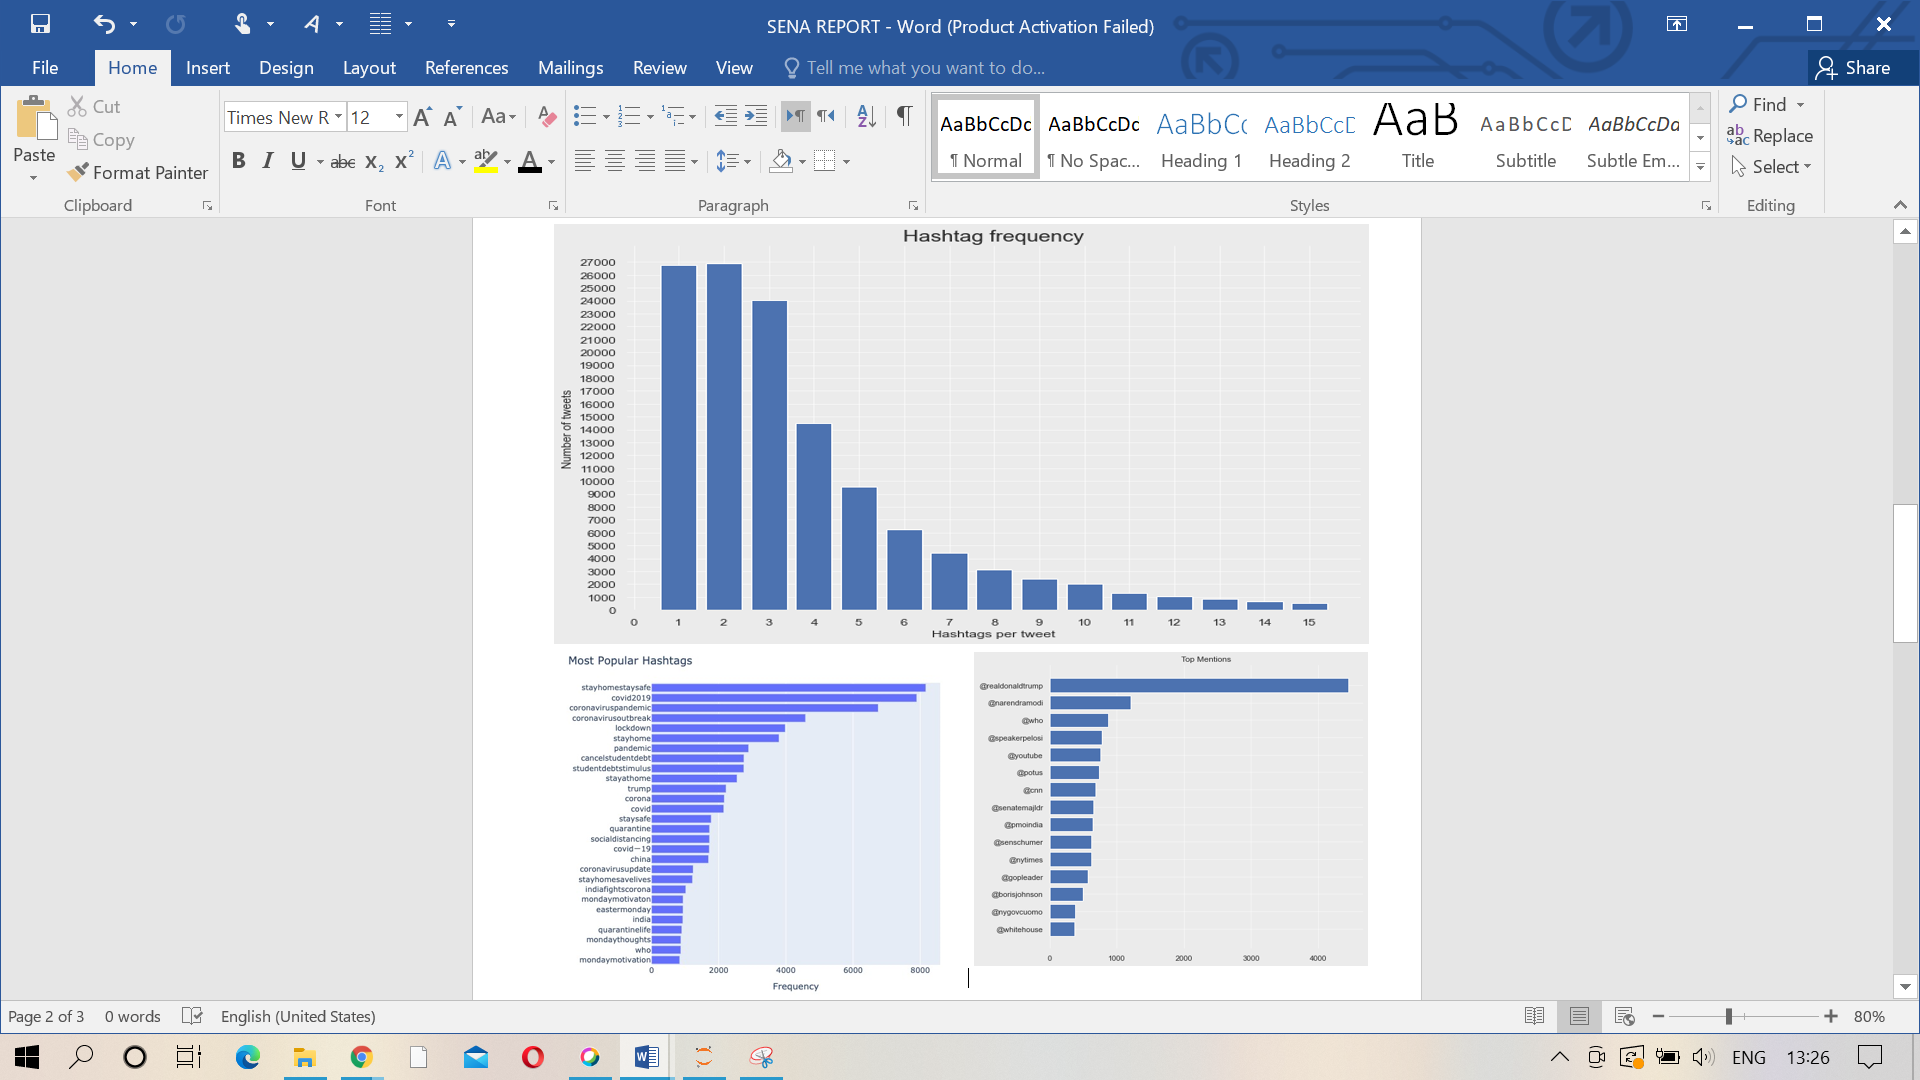 SENA REPORT - Word (Product Activation Failed)
File Home Insert Design Layout References Mailings Review View Tell me what you want to do... Share
Paste
Cut
Copy
Format Painter
Clipboard
Times New R 12
Font
Paragraph
AaBbCcDc AaBbCcDc AaBbCc AaBbCcD AaB AaBbCcD AaBbCcDa
¶ Normal ¶ No Spac... Heading 1 Heading 2 Title Subtitle Subtle Em...
Styles
Find
Replace
Select
Editing
Hashtag frequency
27000
26000
25000
24000
23000
22000
21000
20000
19000
18000
17000
16000
15000
14000
13000
12000
11000
10000
9000
8000
7000
6000
5000
4000
3000
2000
1000
0
Number of tweets
0 1 2 3 4 5 6 7 8 9 10 11 12 13 14 15
Hashtags per tweet
Most Popular Hashtags
stayhomestaysafe
covid2019
coronaviruspandemic
coronavirusoutbreak
lockdown
stayhome
pandemic
cancelstudentdebt
studentdebtstimulus
stayathome
trump
corona
covid
staysafe
quarantine
socialdistancing
covid—19
china
coronavirusupdate
stayhomesavelives
indiafightscorona
mondaymotivaton
eastermonday
india
quarantinelife
mondaythoughts
who
mondaymotivation
0 2000 4000 6000 8000
Frequency
Top Mentions
@realdonaldtrump
@narendramodi
@who
@speakerpelosi
@youtube
@potus
@cnn
@senatemajldr
@pmoindia
@senschumer
@nytimes
@gopleader
@borisjohnson
@nygovcuomo
@whitehouse
0 1000 2000 3000 4000
Page 2 of 3 0 words English (United States) 80%
ENG 13:26